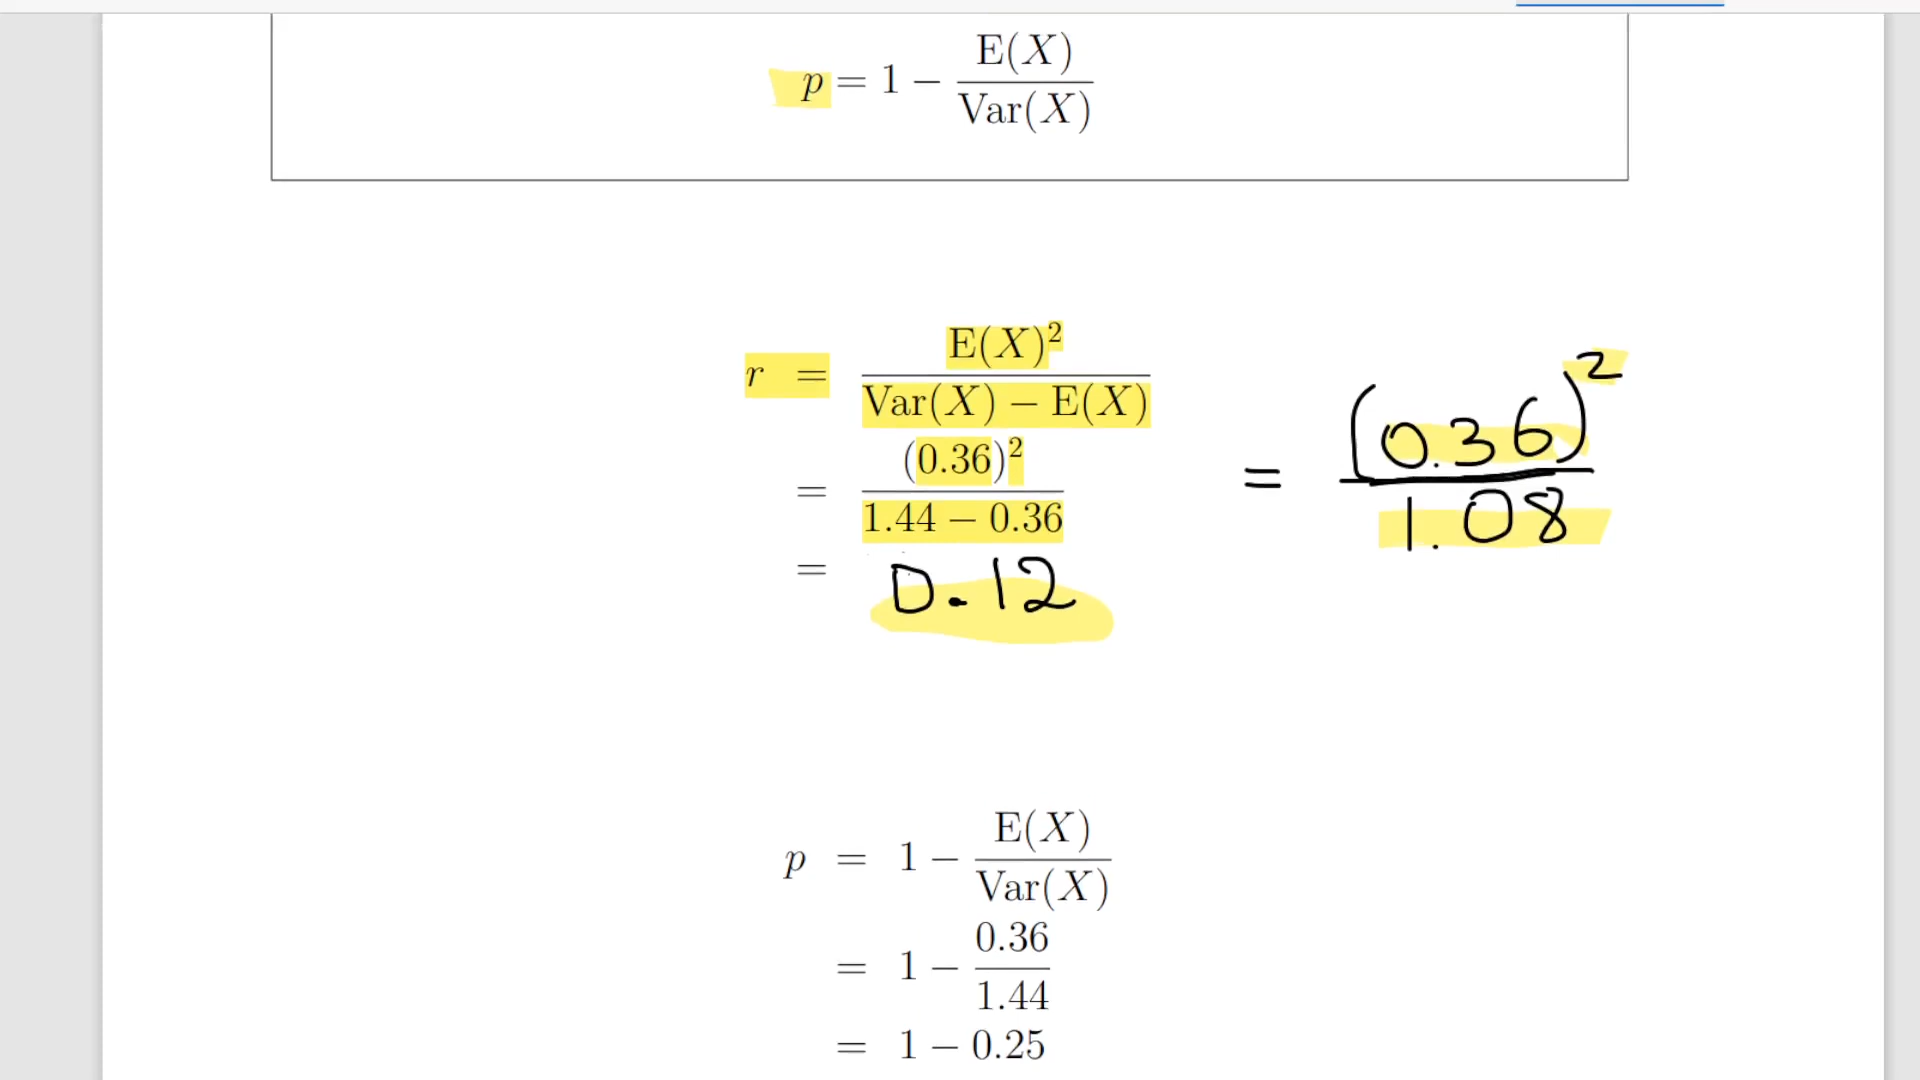 p = 1 − E(X) / Var(X)
r = E(X)² / Var(X) − E(X)
= (0.36)² / 1.44 − 0.36 = (0.36)² / 1.08
= 0.12
p = 1 − E(X) / Var(X)
= 1 − 0.36 / 1.44
= 1 − 0.25